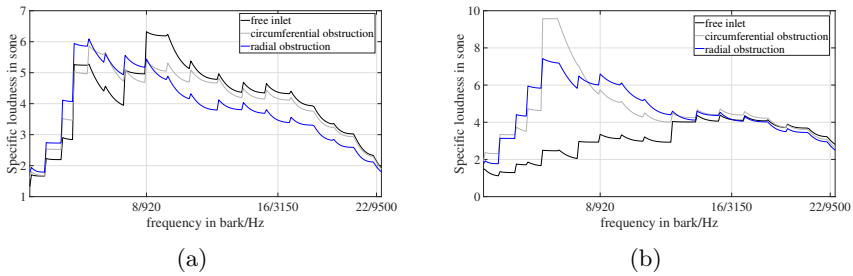 7
6
5
4
3
2
1
Specific loudness in sone
free inlet
circumferential obstruction
radial obstruction
8/920
16/3150
22/9500
frequency in bark/Hz
(a)
10
8
6
4
2
0
Specific loudness in sone
free inlet
circumferential obstruction
radial obstruction
8/920
16/3150
22/9500
frequency in bark/Hz
(b)